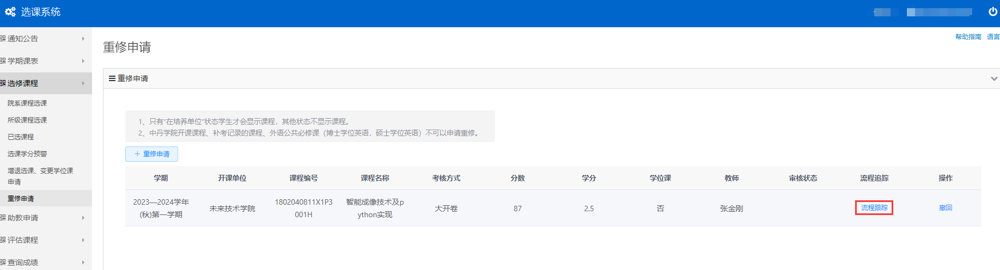 选课系统
帮助指南 语言
通知公告
学期课表
选修课程
院系课程选课
所级课程选课
已选课程
选课学分预警
增退选课、变更学位课
申请
重修申请
助教申请
评估课程
查询成绩
重修申请
重修申请
1、只有“在培养单位”状态学生才会显示课程，其他状态不显示课程。
2、中丹学院开课课程、补考记录的课程、外语公共必修课（博士学位英语，硕士学位英语）不可以申请重修。
+ 重修申请
学期 开课单位 课程编号 课程名称 考核方式 分数 学分 学位课 教师 审核状态 流程追踪 操作
2023—2024学年 1802040811X1P3 智能成像技术及p
未来技术学院 大开卷 87 2.5 否 张金刚 流程跟踪 撤回
(秋)第一学期 001H ython实现